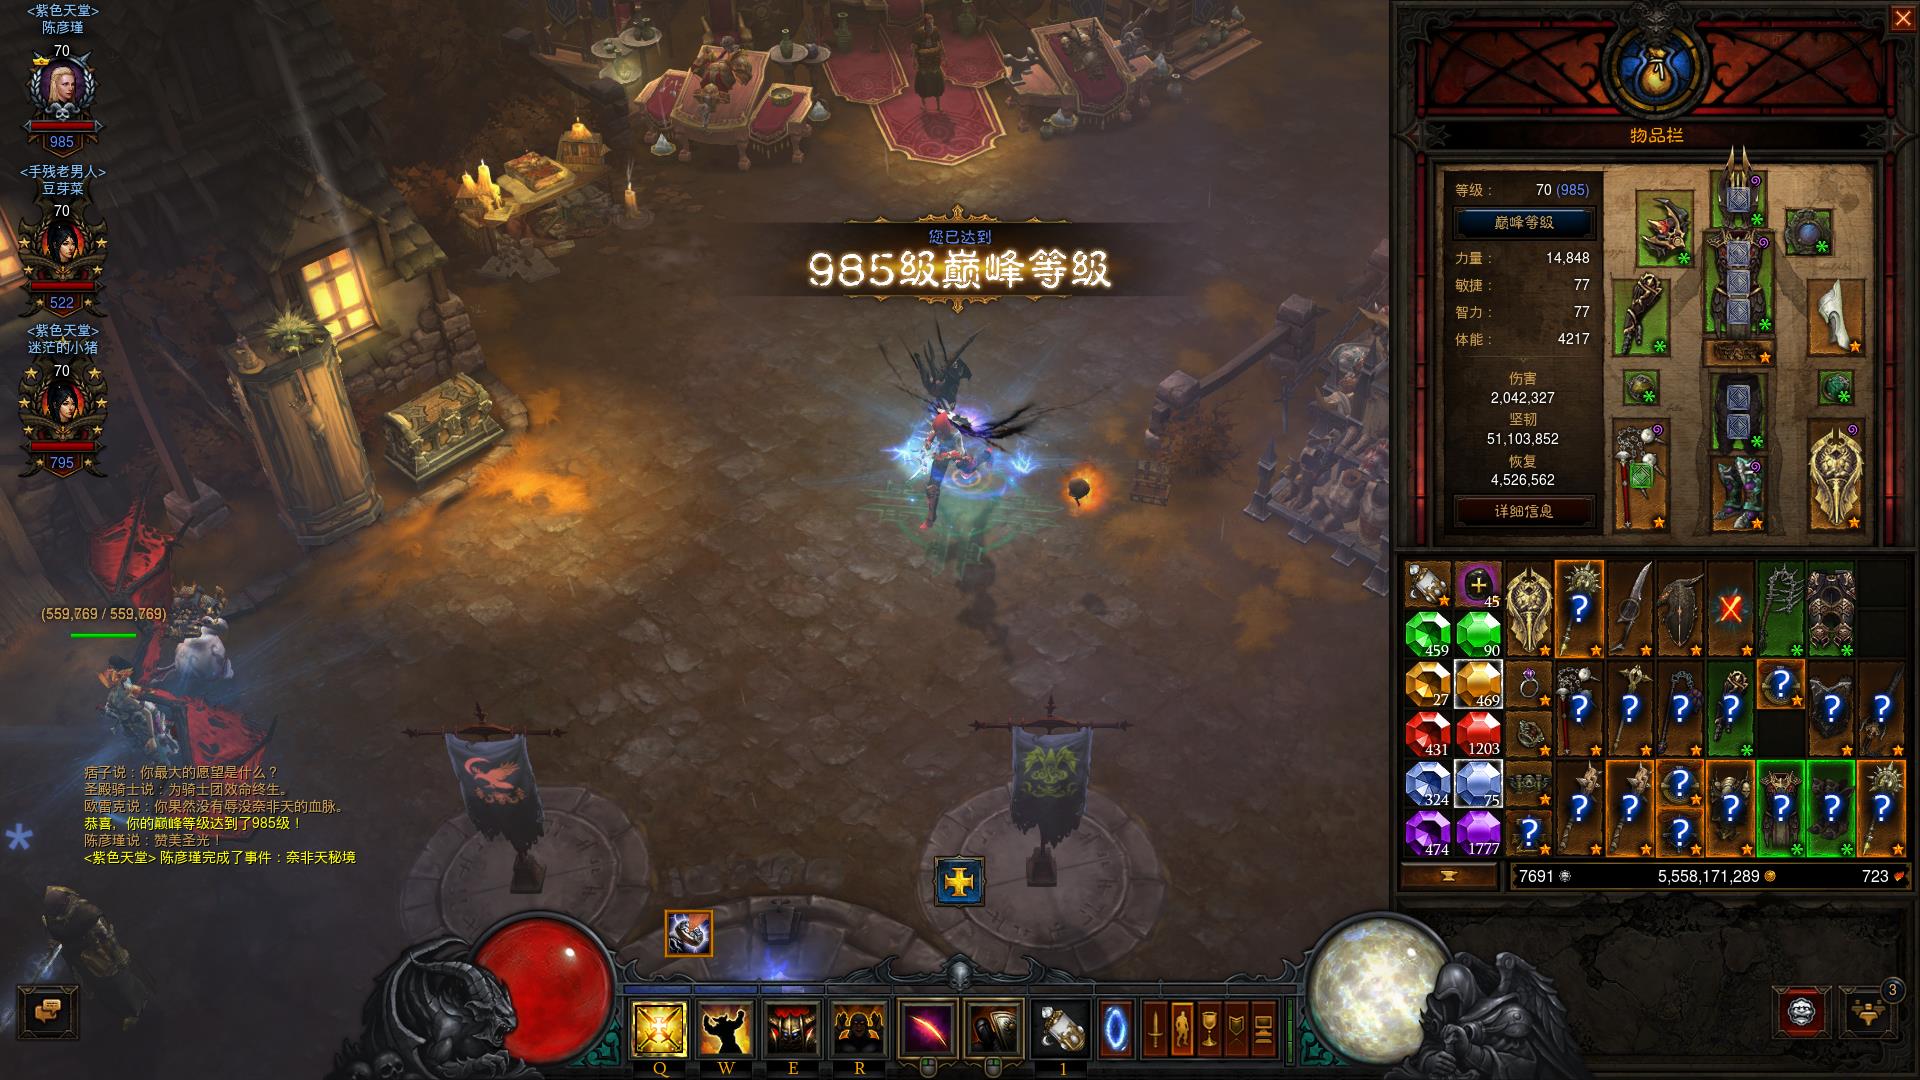 <紫色天堂>
陈彦瑾
70
985
<手残老男人>
豆芽菜
70
522
<紫色天堂>
迷茫的小猪
70
795
您已达到
985级巅峰等级
(559,769 / 559,769)
痞子说：你最大的愿望是什么？
圣殿骑士说：为骑士团效命终生。
欧雷克说：你果然没有辱没奈非天的血脉。
恭喜，你的巅峰等级达到了985级！
陈彦瑾说：赞美圣光！
<紫色天堂> 陈彦瑾完成了事件：奈非天秘境
Q
W
E
R
1
物品栏
等级： 70 (985)
巅峰等级
力量： 14,848
敏捷： 77
智力： 77
体能： 4217
伤害
2,042,327
坚韧
51,103,852
恢复
4,526,562
详细信息
45
459 90
? 
27 469
? ? ? ? ? ? ?
431 1203
324 75
? ? ? ? ? ? ?
474 1777
? ?
7691 5,558,171,289 723
3